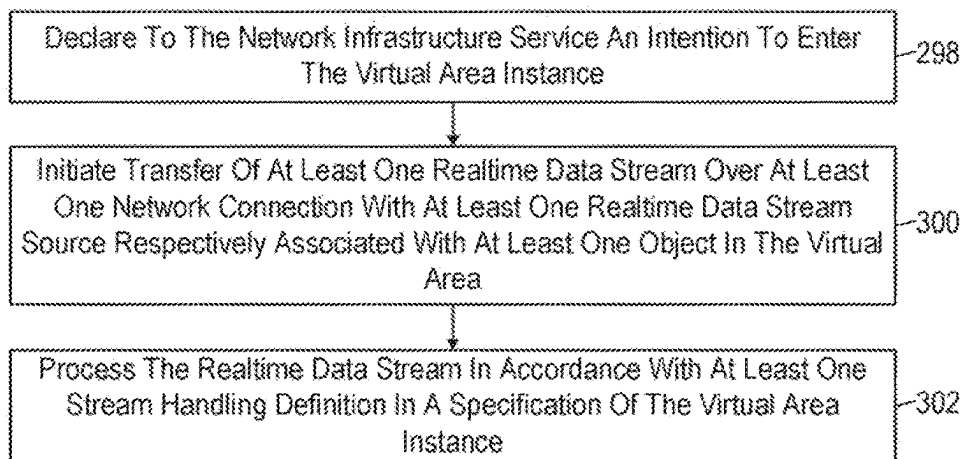 Declare To The Network Infrastructure Service An Intention To Enter
The Virtual Area Instance
298
Initiate Transfer Of At Least One Realtime Data Stream Over At Least
One Network Connection With At Least One Realtime Data Stream
Source Respectively Associated With At Least One Object In The Virtual
Area
300
Process The Realtime Data Stream In Accordance With At Least One
Stream Handling Definition In A Specification Of The Virtual Area
Instance
302